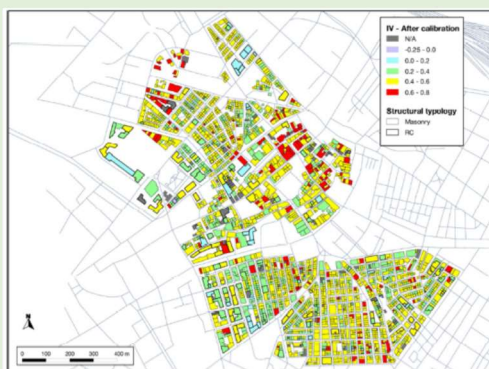 IV - After calibration
N/A
-0.25 - 0.0
0.0 - 0.2
0.2 - 0.4
0.4 - 0.6
0.6 - 0.8
Structural typology
Masonry
RC
N
0 100 200 300 400 m